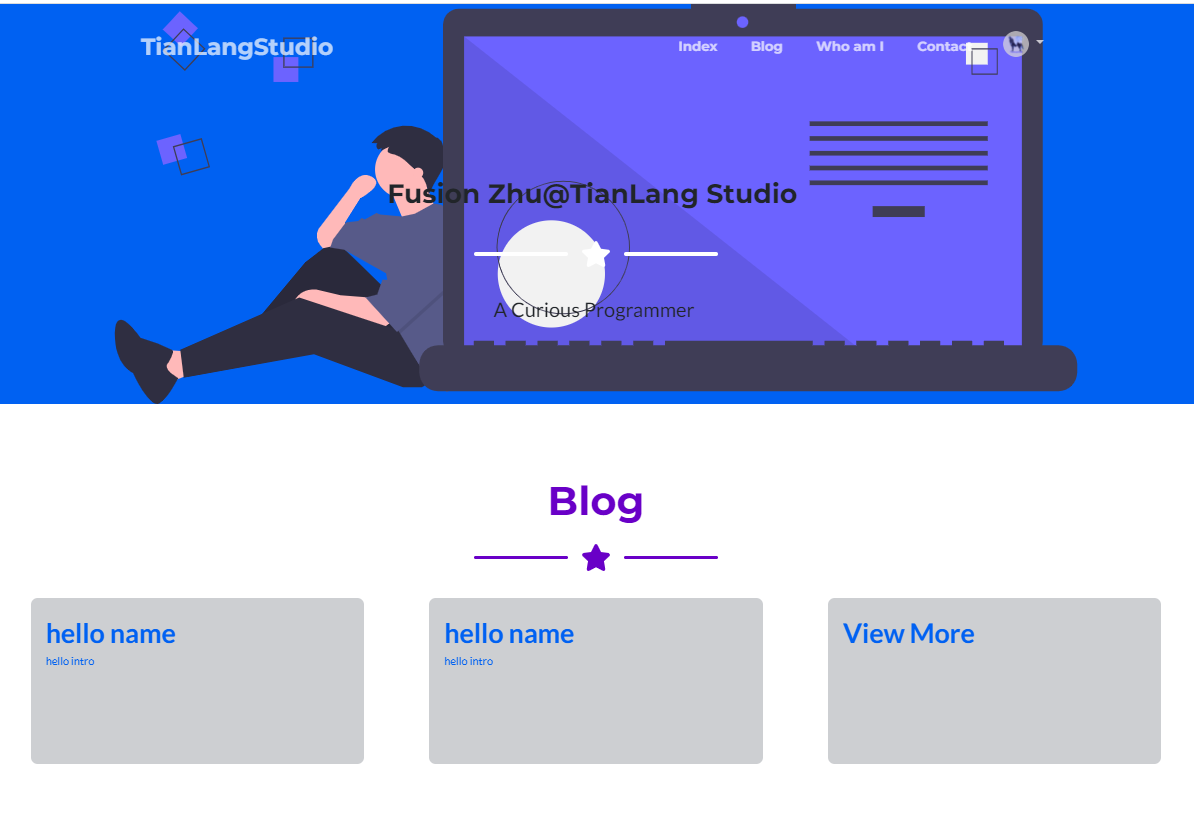 TianLangStudio
Index Blog Who am I Contact
Fusion Zhu@TianLang Studio
A Curious Programmer
Blog
hello name
hello intro
hello name
hello intro
View More